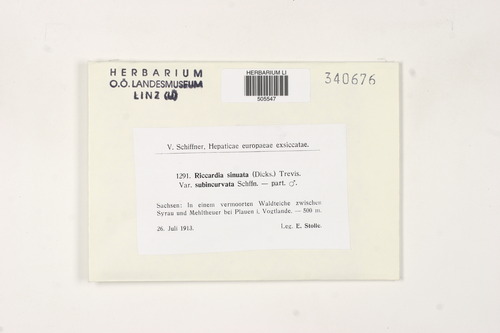 HERBARIUM
O.Ö. LANDESMUSEUM
LINZ
HERBARIUM LI
505547
340676
V. Schiffner, Hepaticae europaeae exsiccatae.
1291. Riccardia sinuata (Dicks.) Trevis.
Var. subincurvata Schffn. — part. ♂.
Sachsen: In einem vermoorten Waldteiche zwischen
Syrau und Mehltheuer bei Plauen i. Vogtlande. — 500 m.
26. Juli 1913. Leg. E. Stolle.